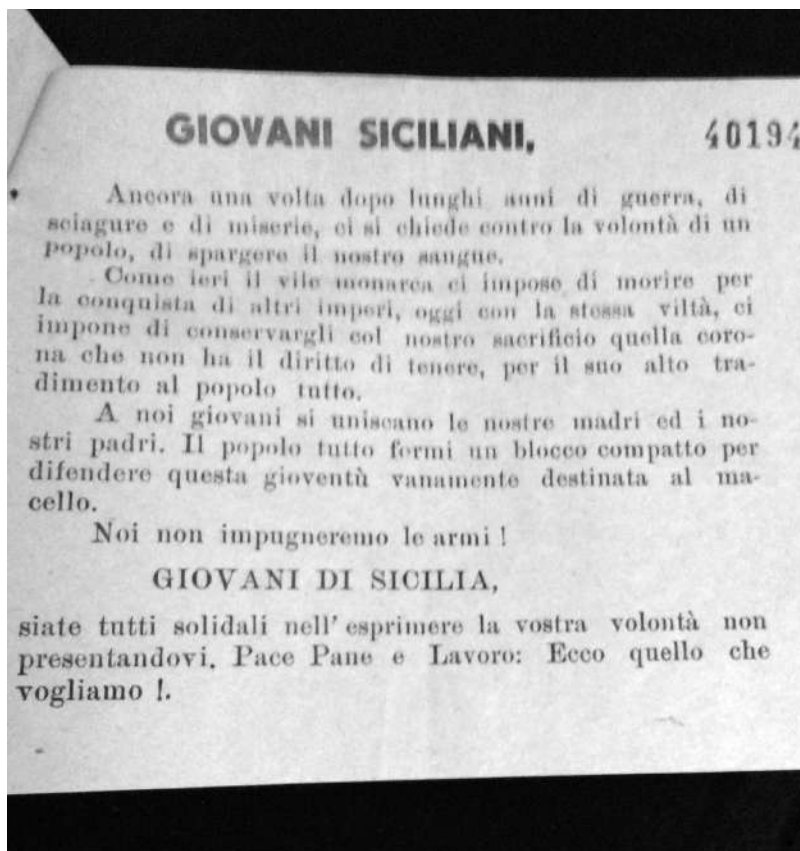 GIOVANI SICILIANI, 40194
Ancora una volta dopo lunghi anni di guerra, di
sciagure e di miserie, ci si chiede contro la volontà di un
popolo, di spargere il nostro sangue.
Come ieri il vile monarca ci impose di morire per
la conquista di altri imperi, oggi con la stessa viltà, ci
impone di conservargli col nostro sacrificio quella coro-
na che non ha il diritto di tenere, per il suo alto tra-
dimento al popolo tutto.
A noi giovani si uniscano le nostre madri ed i no-
stri padri. Il popolo tutto formi un blocco compatto per
difendere questa gioventù vanamente destinata al ma-
cello.
Noi non impugneremo le armi !
GIOVANI DI SICILIA,
siate tutti solidali nell' esprimere la vostra volontà non
presentandovi. Pace Pane e Lavoro: Ecco quello che
vogliamo !.